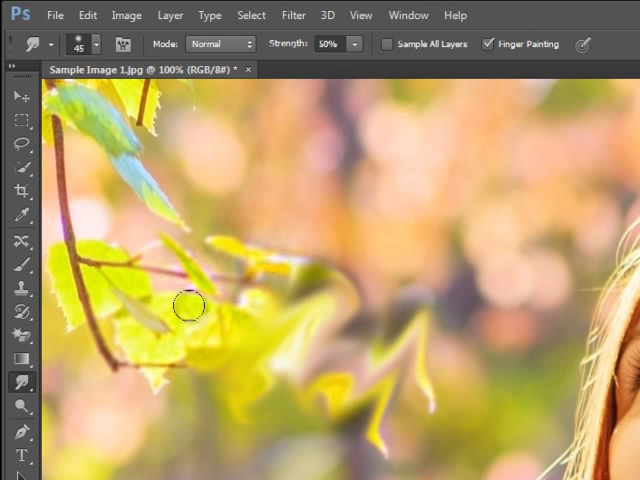 Ps File Edit Image Layer Type Select Filter 3D View Window Help
45 Mode: Normal Strength: 50% Sample All Layers Finger Painting
Sample Image 1.jpg @ 100% (RGB/8#) * ×
T